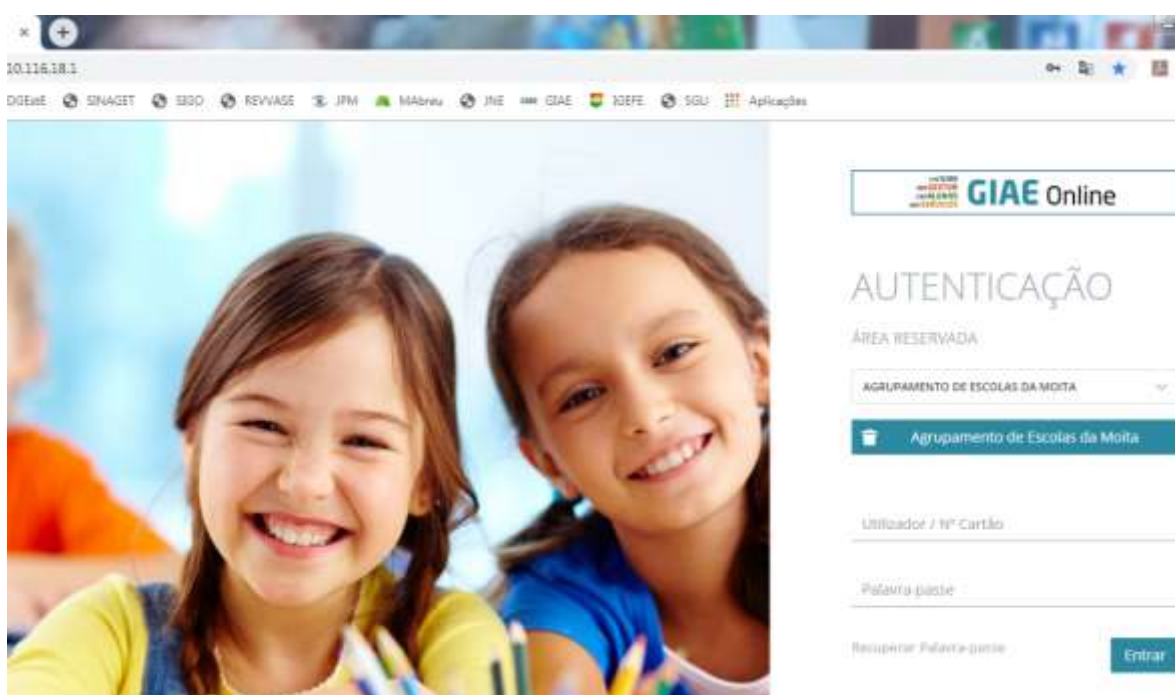 10.116.18.1
DGEstE SINAGET SIGO REVVASE JPM MAbreu JNE GIAE IGEFE SGU Aplicações
GIAE Online
AUTENTICAÇÃO
ÁREA RESERVADA
AGRUPAMENTO DE ESCOLAS DA MOITA
Agrupamento de Escolas da Moita
Utilizador / Nº Cartão
Palavra-passe
Recuperar Palavra-passe
Entrar